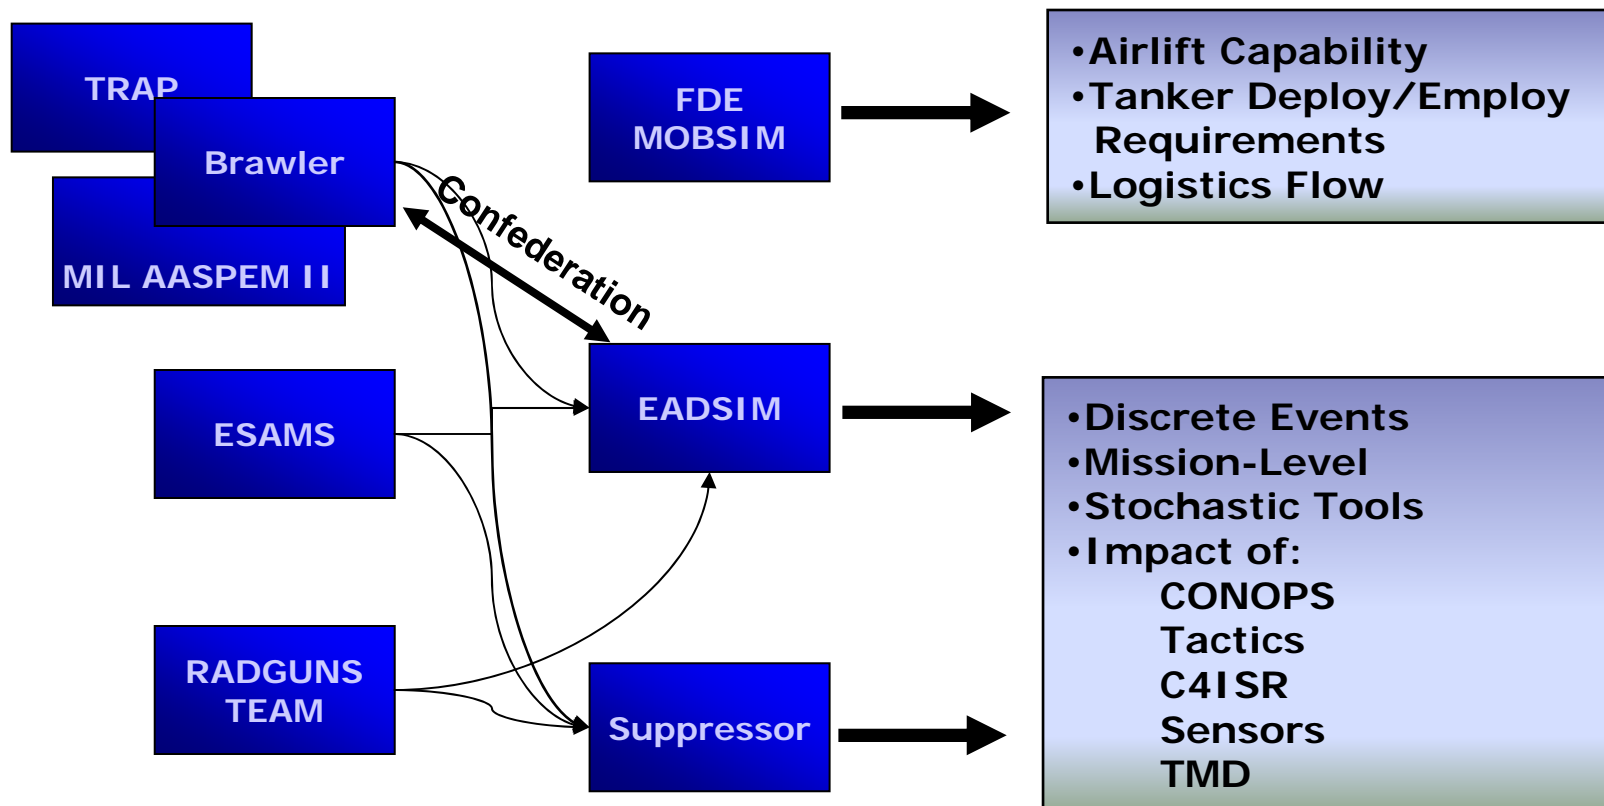 TRAP
Brawler
MIL AASPEM II
ESAMS
RADGUNS
TEAM
Confederation
FDE
MOBSIM
EADSIM
Suppressor
•Airlift Capability
•Tanker Deploy/Employ
Requirements
•Logistics Flow
•Discrete Events
•Mission-Level
•Stochastic Tools
•Impact of:
CONOPS
Tactics
C4ISR
Sensors
TMD